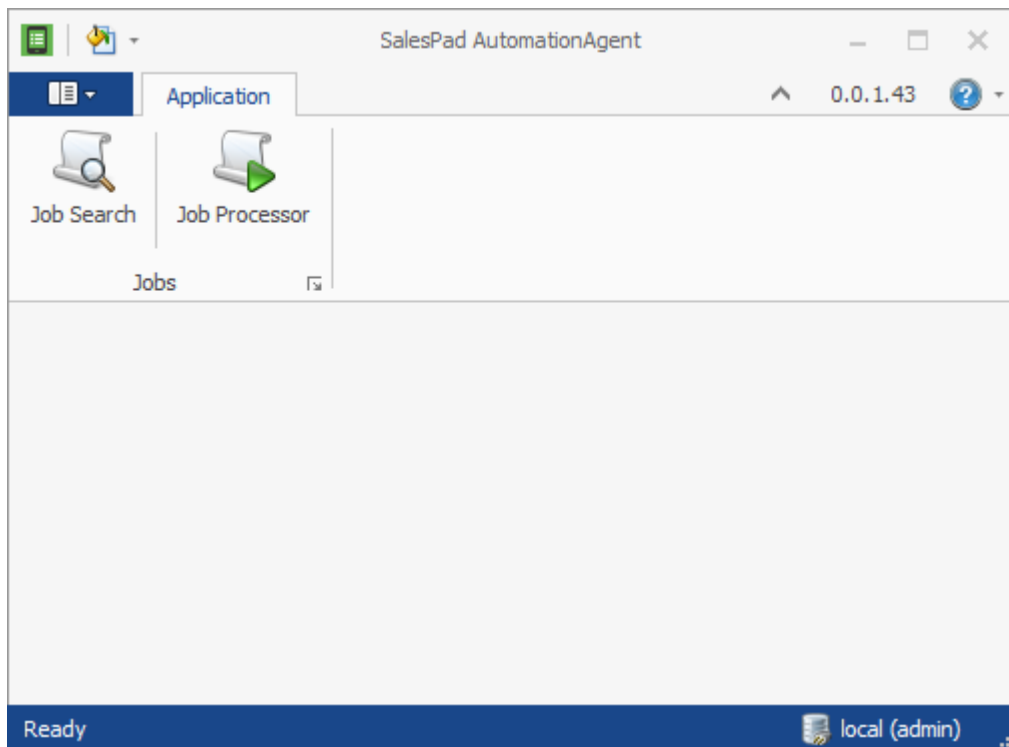 SalesPad AutomationAgent
Application
0.0.1.43
Job Search
Job Processor
Jobs
Ready
local (admin)